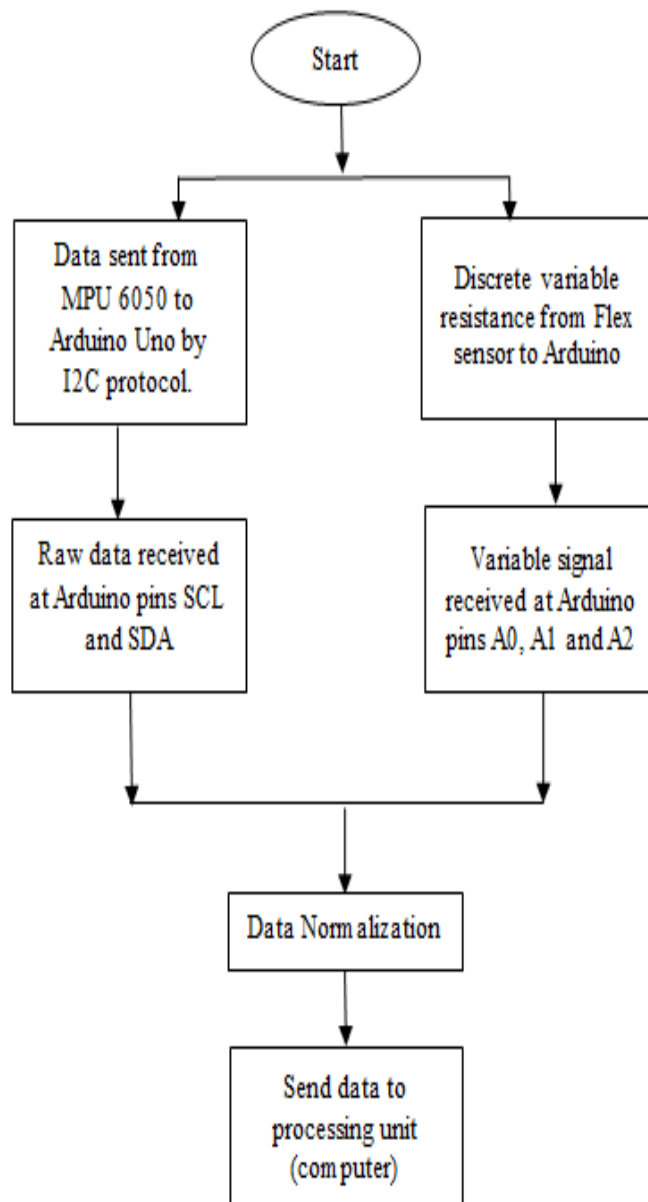 Start
Data sent from
MPU 6050 to
Arduino Uno by
I2C protocol.
Discrete variable
resistance from Flex
sensor to Arduino
Raw data received
at Arduino pins SCL
and SDA
Variable signal
received at Arduino
pins A0, A1 and A2
Data Normalization
Send data to
processing unit
(computer)